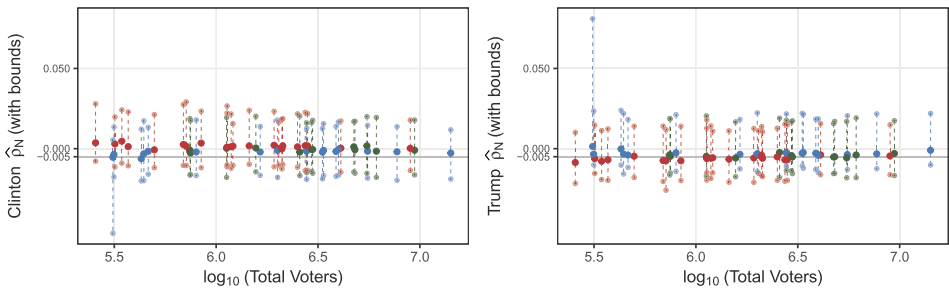 Clinton ρ̂N (with bounds)
0.050
0.000
−0.005
5.5 6.0 6.5 7.0
log10 (Total Voters)
Trump ρ̂N (with bounds)
0.050
0.000
−0.005
5.5 6.0 6.5 7.0
log10 (Total Voters)